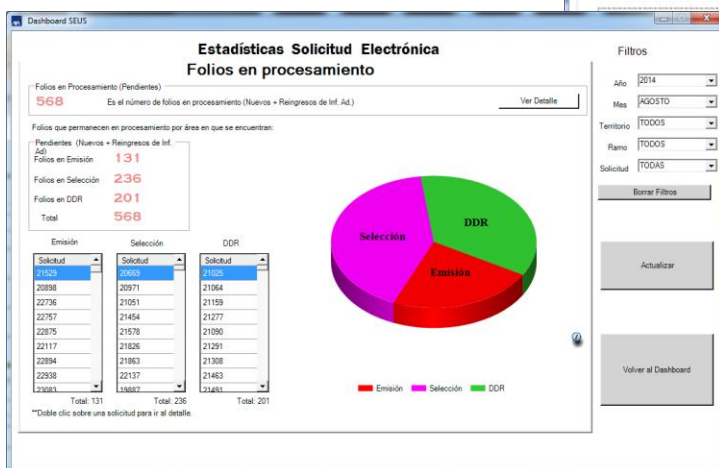 Dashboard SEUS
Estadísticas Solicitud Electrónica
Folios en procesamiento
Folios en Procesamiento (Pendientes)
568
Es el número de folios en procesamiento (Nuevos + Reingresos de Inf. Ad.)
Ver Detalle
Folios que permanecen en procesamiento por área en que se encuentran:
Pendientes (Nuevos + Reingresos de Inf. Ad)
Folios en Emisión 131
Folios en Selección 236
Folios en DDR 201
Total 568
Emisión
Solicitud
21529
20898
22736
22757
22875
22117
22894
22938
23083
Total: 131
Selección
Solicitud
20669
20971
21051
21454
21578
21826
21863
22137
19887
Total: 236
DDR
Solicitud
21025
21064
21159
21277
21090
21291
21308
21463
21491
Total: 201
**Doble clic sobre una solicitud para ir al detalle.
Selección
DDR
Emisión
Emisión Selección DDR
Filtros
Año 2014
Mes AGOSTO
Territorio TODOS
Ramo TODOS
Solicitud TODAS
Borrar Filtros
Actualizar
Volver al Dashboard